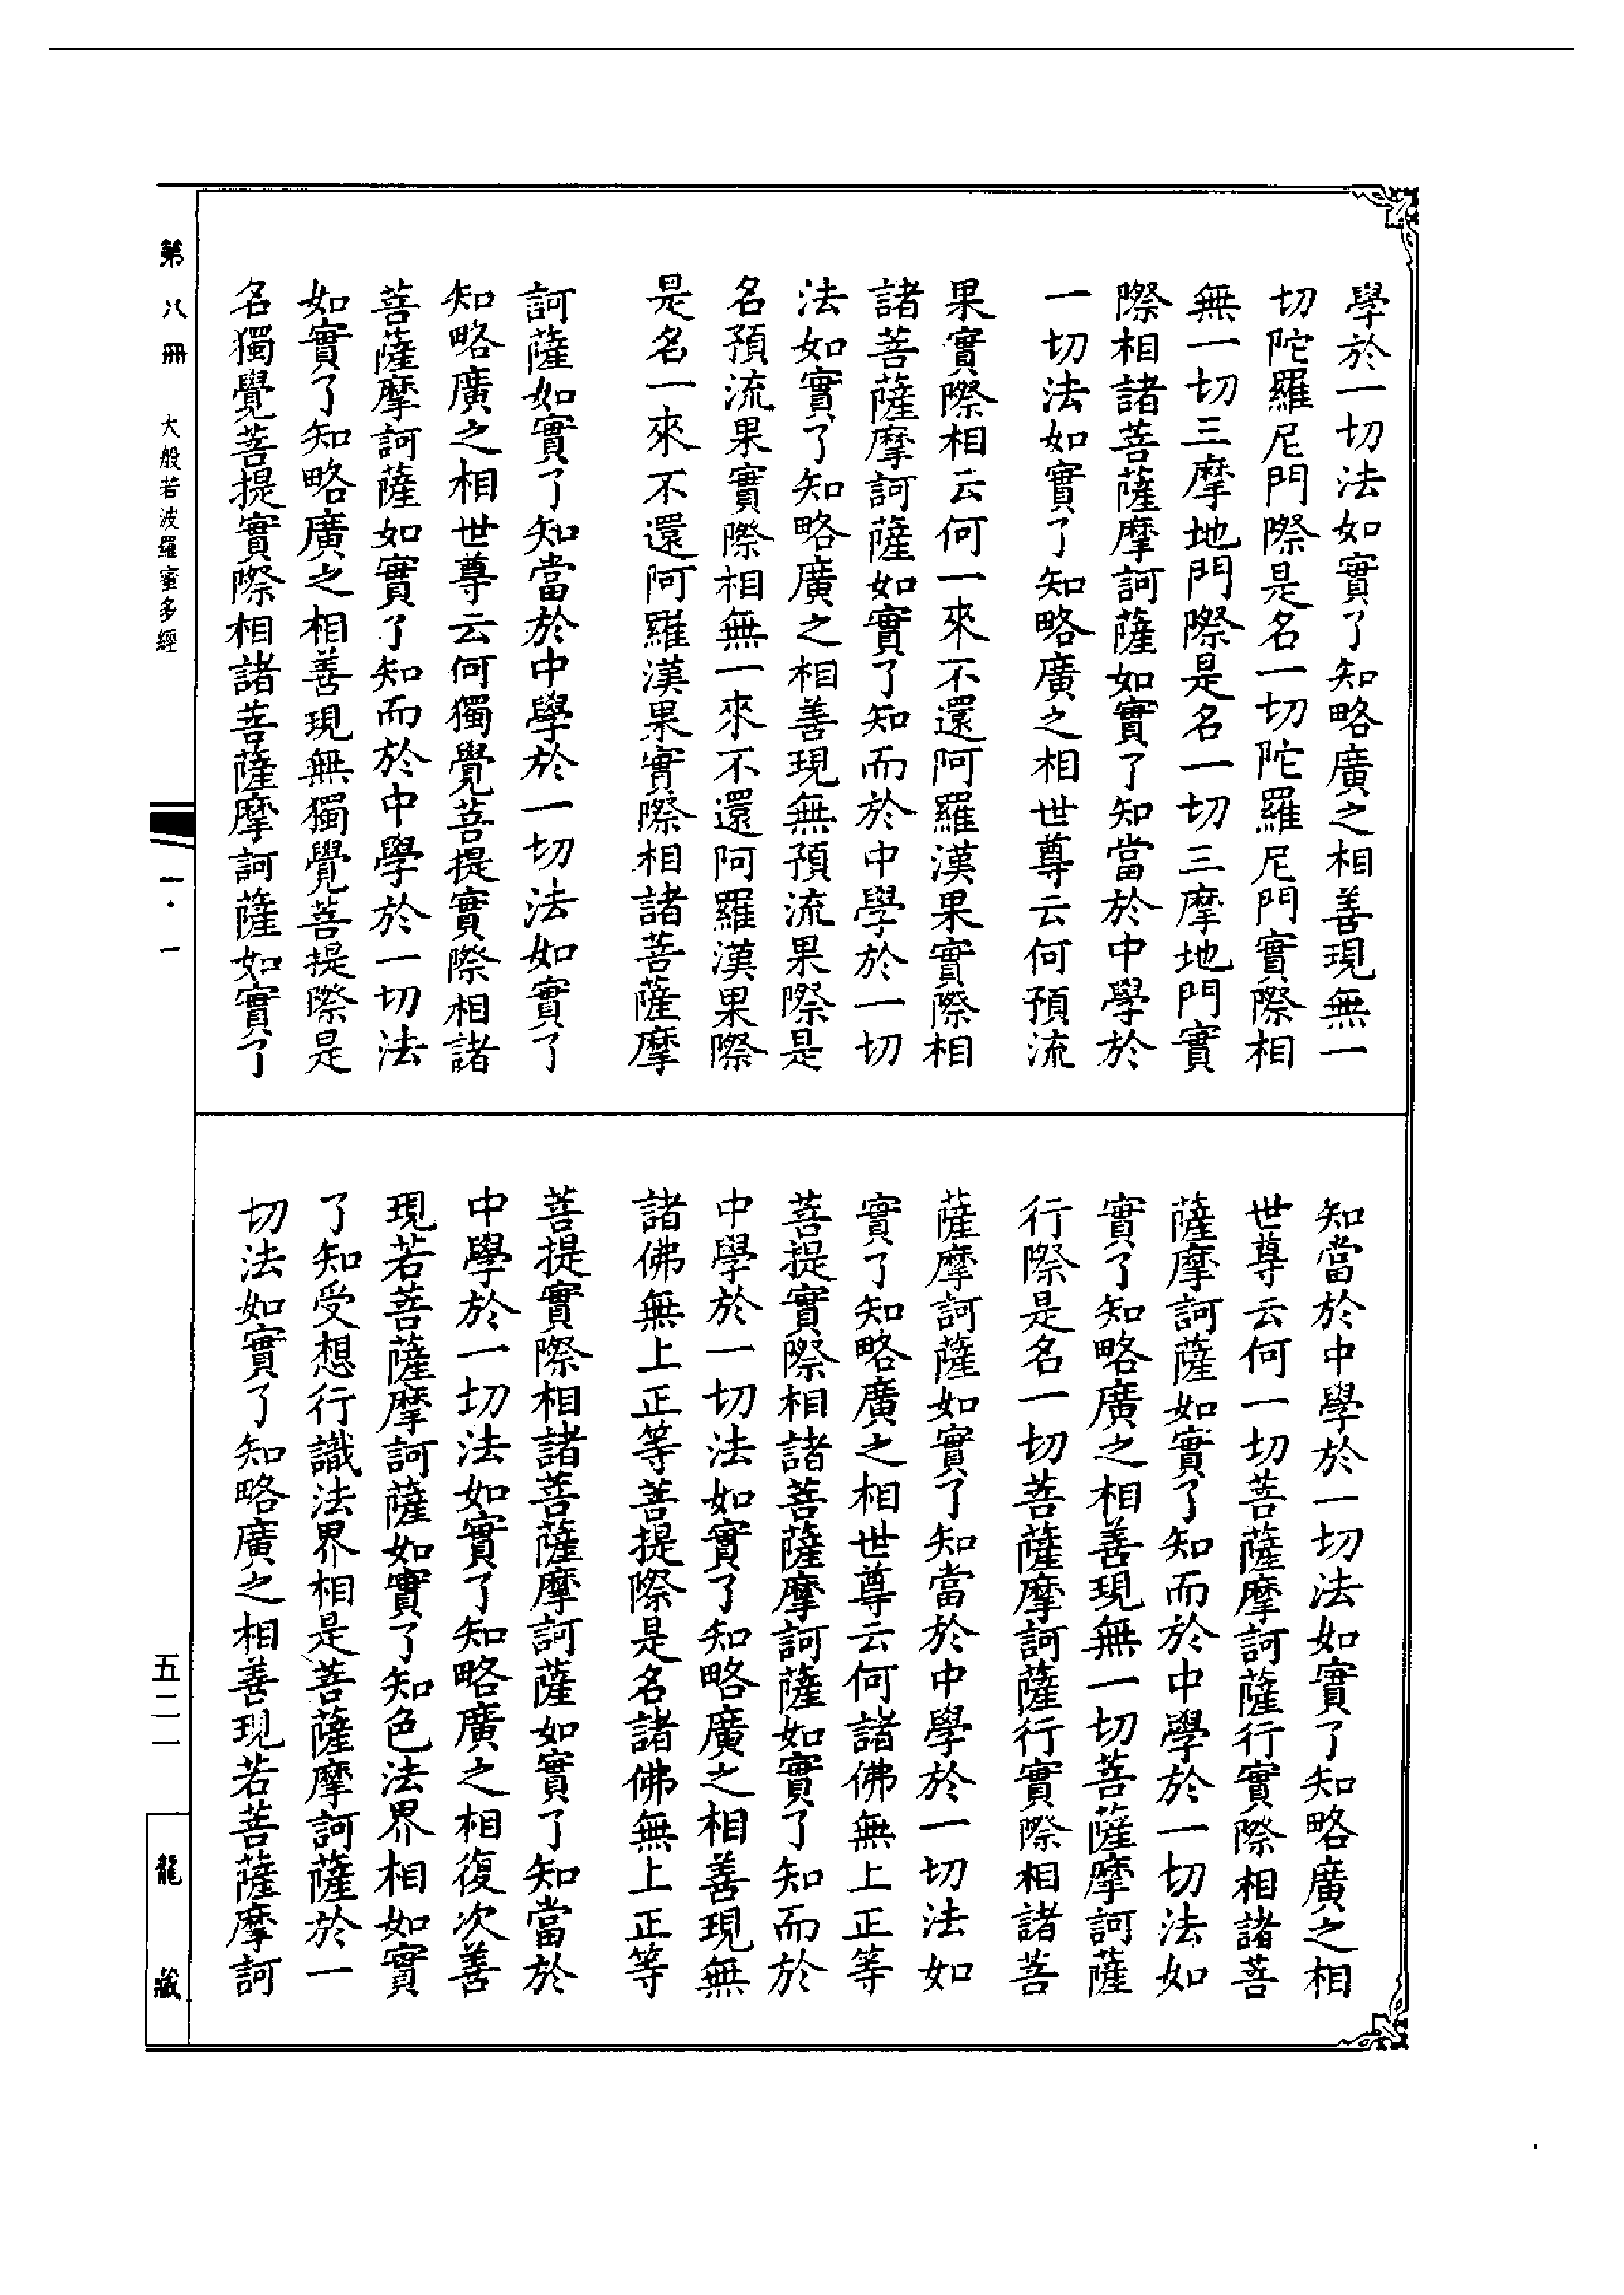 學於一切法如實了知略廣之相善現無一
切陀羅尼門際是名一切陀羅尼門實際相
無一切三摩地門際是名一切三摩地門實
際相諸菩薩摩訶薩如實了知當於中學於
一切法如實了知略廣之相世尊云何預流
果實際相云何一來不還阿羅漢果實際相
諸菩薩摩訶薩如實了知而於中學於一切
法如實了知略廣之相善現無預流果際是
名預流果實際相無一來不還阿羅漢果際
是名一來不還阿羅漢果實際相諸菩薩摩
訶薩如實了知當於中學於一切法如實了
知略廣之相世尊云何獨覺菩提實際相諸
菩薩摩訶薩如實了知而於中學於一切法
如實了知略廣之相善現無獨覺菩提際是
名獨覺菩提實際相諸菩薩摩訶薩如實了
知當於中學於一切法如實了知略廣之相
世尊云何一切菩薩摩訶薩行實際相諸菩
薩摩訶薩如實了知而於中學於一切法如
實了知略廣之相善現無一切菩薩摩訶薩
行際是名一切菩薩摩訶薩行實際相諸菩
薩摩訶薩如實了知當於中學於一切法如
實了知略廣之相世尊云何諸佛無上正等
菩提實際相諸菩薩摩訶薩如實了知而於
中學於一切法如實了知略廣之相善現無
諸佛無上正等菩提際是名諸佛無上正等
菩提實際相諸菩薩摩訶薩如實了知當於
中學於一切法如實了知略廣之相復次善
現若菩薩摩訶薩如實了知色法界相如實
了知受想行識法界相是菩薩摩訶薩於一
切法如實了知略廣之相善現若菩薩摩訶
第八冊 大般若波羅蜜多經 一·一 五二一 龍藏